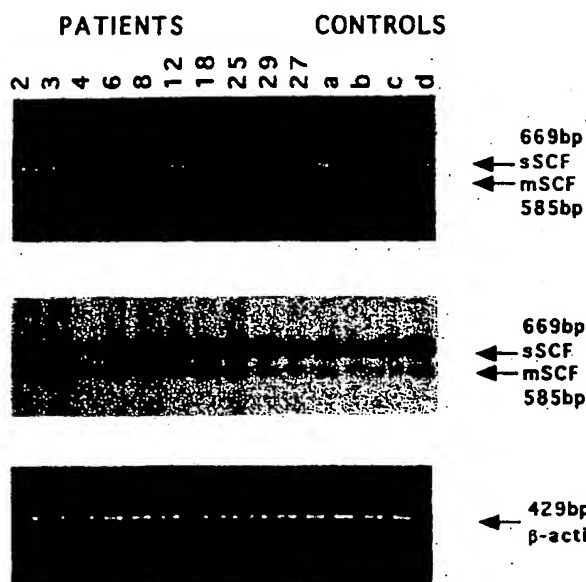 PATIENTS CONTROLS
2 3 4 6 8 12 18 25 29 27 a b c d
669bp
sSCF
mSCF
585bp
669bp
sSCF
mSCF
585bp
429bp
β-acti